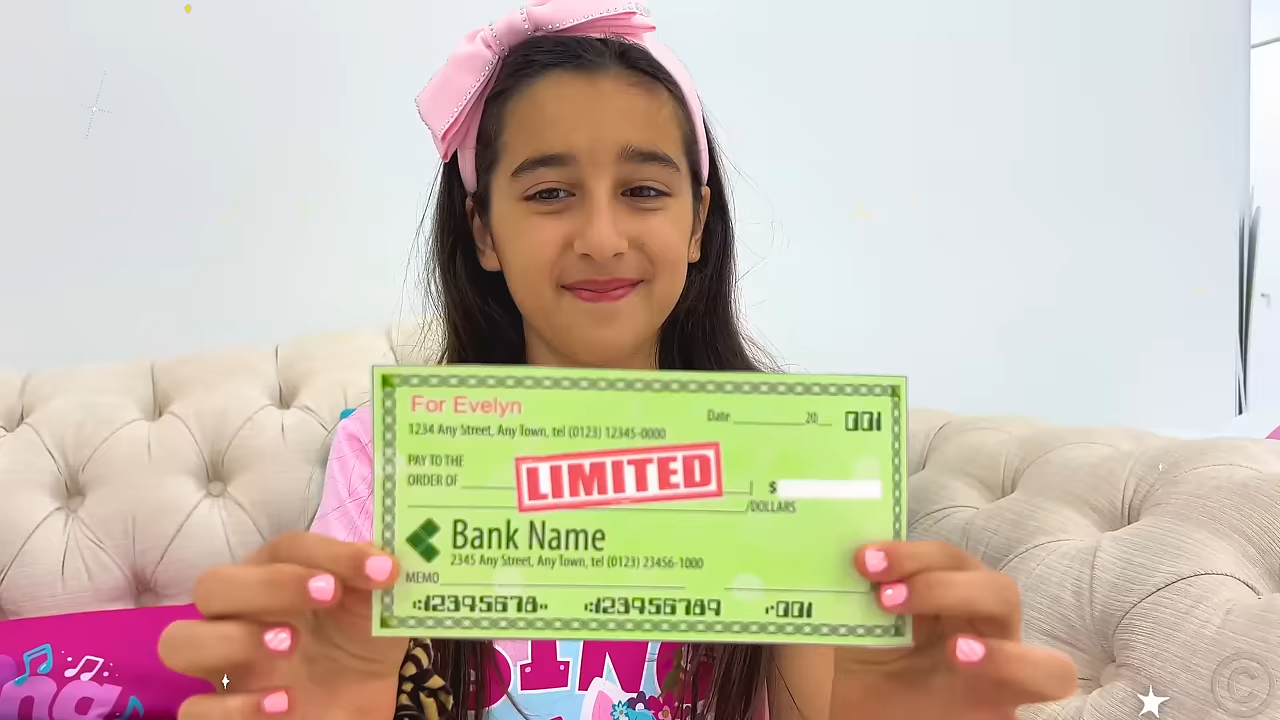 For Evelyn
Date 20 001
1234 Any Street, Any Town, tel (0123) 12345-0000
PAY TO THE
ORDER OF
LIMITED
$
DOLLARS
Bank Name
2345 Any Street, Any Town, tel (0123) 23456-1000
MEMO
⑆12345678⑈ ⑆123456789 ⑈001
SING
©